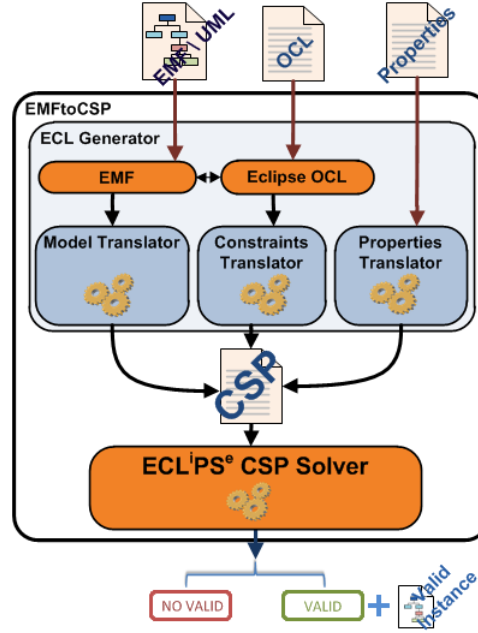 EMF \ UML
OCL
Properties
EMFtoCSP
ECL Generator
EMF
Eclipse OCL
Model Translator
Constraints
Translator
Properties
Translator
CSP
ECLⁱPSᵉ CSP Solver
NO VALID
VALID
+
Valid
Instance